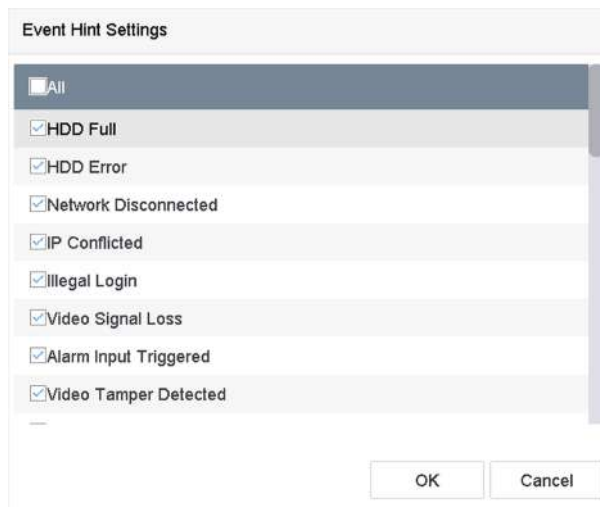 Event Hint Settings
All
HDD Full
HDD Error
Network Disconnected
IP Conflicted
Illegal Login
Video Signal Loss
Alarm Input Triggered
Video Tamper Detected
OK Cancel